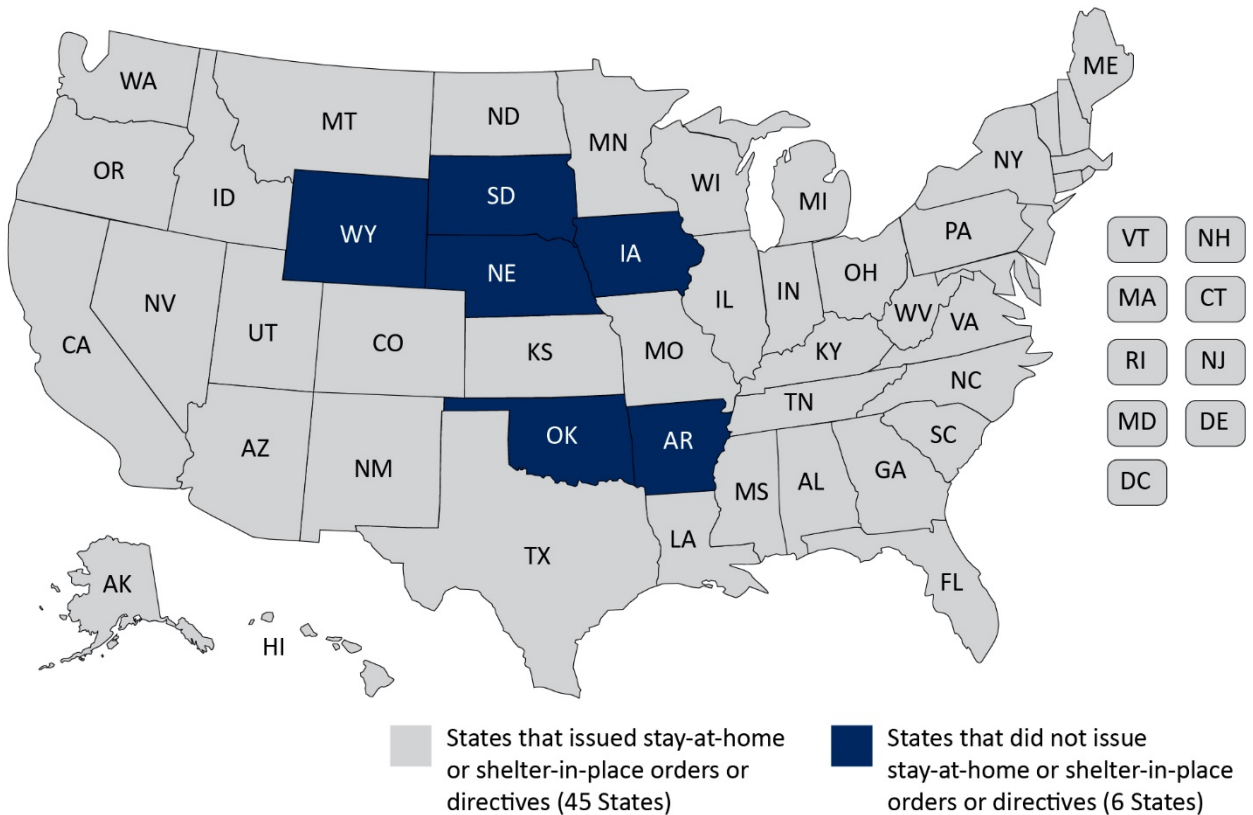 WA
MT
ND
MN
ME
OR
ID
SD
WI
MI
NY
WY
IA
PA
NE
NV
UT
CO
IL
IN
OH
WV
VA
CA
KS
MO
KY
NC
TN
AZ
NM
OK
AR
SC
MS
AL
GA
TX
LA
FL
AK
HI
VT NH
MA CT
RI NJ
MD DE
DC
States that issued stay-at-home
or shelter-in-place orders or
directives (45 States)
States that did not issue
stay-at-home or shelter-in-place
orders or directives (6 States)